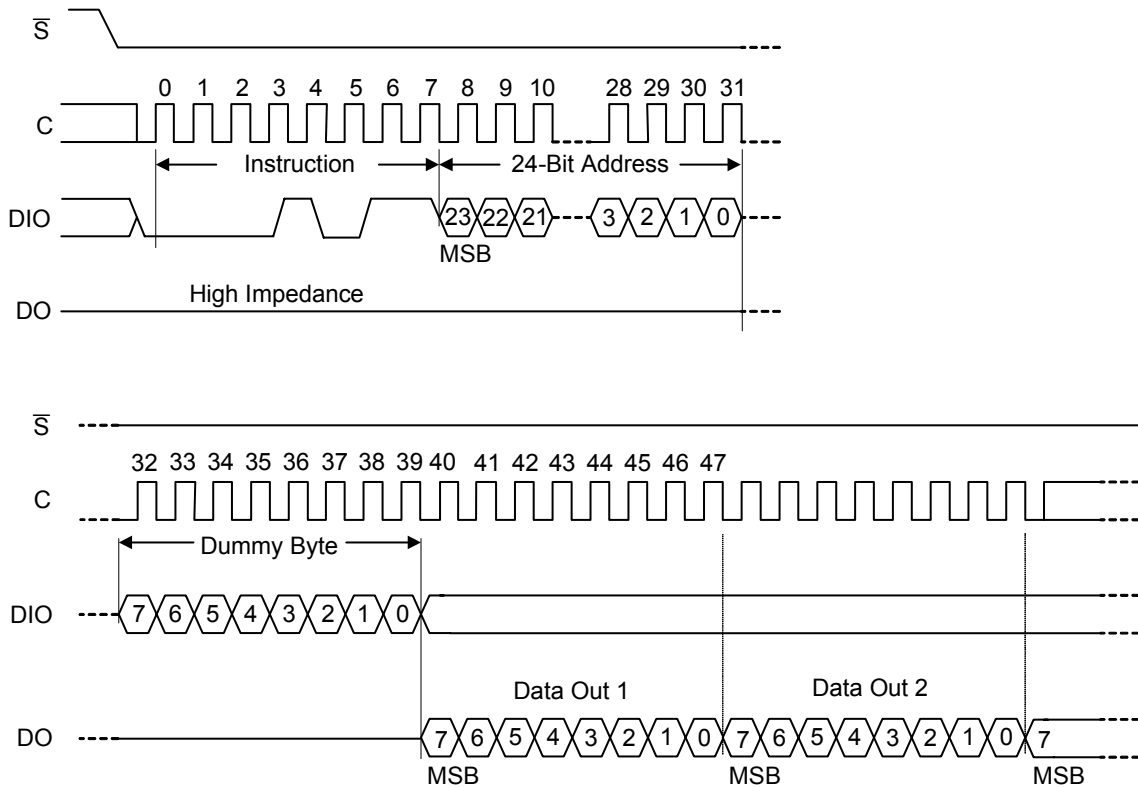 S̅
0 1 2 3 4 5 6 7 8 9 10 28 29 30 31
C
Instruction 24-Bit Address
DIO 23 22 21 3 2 1 0
MSB
High Impedance
DO
S̅
32 33 34 35 36 37 38 39 40 41 42 43 44 45 46 47
C
Dummy Byte
DIO 7 6 5 4 3 2 1 0
Data Out 1 Data Out 2
DO 7 6 5 4 3 2 1 0 7 6 5 4 3 2 1 0 7
MSB MSB MSB